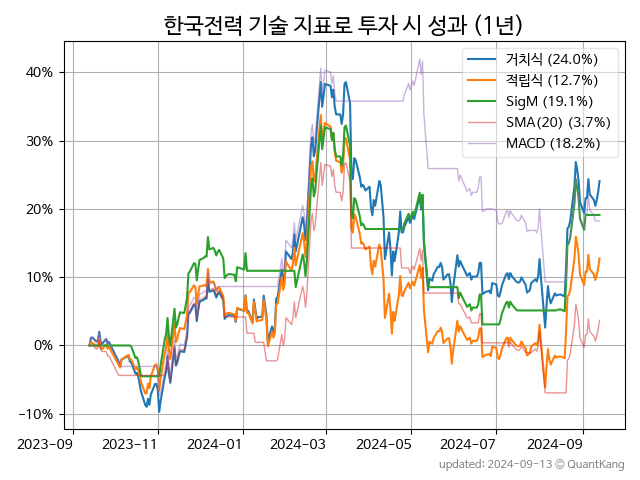 한국전력 기술 지표로 투자 시 성과 (1년)
거치식 (24.0%)
적립식 (12.7%)
SigM (19.1%)
SMA(20) (3.7%)
MACD (18.2%)
40%
30%
20%
10%
0%
-10%
2023-09 2023-11 2024-01 2024-03 2024-05 2024-07 2024-09
updated: 2024-09-13 © QuantKang